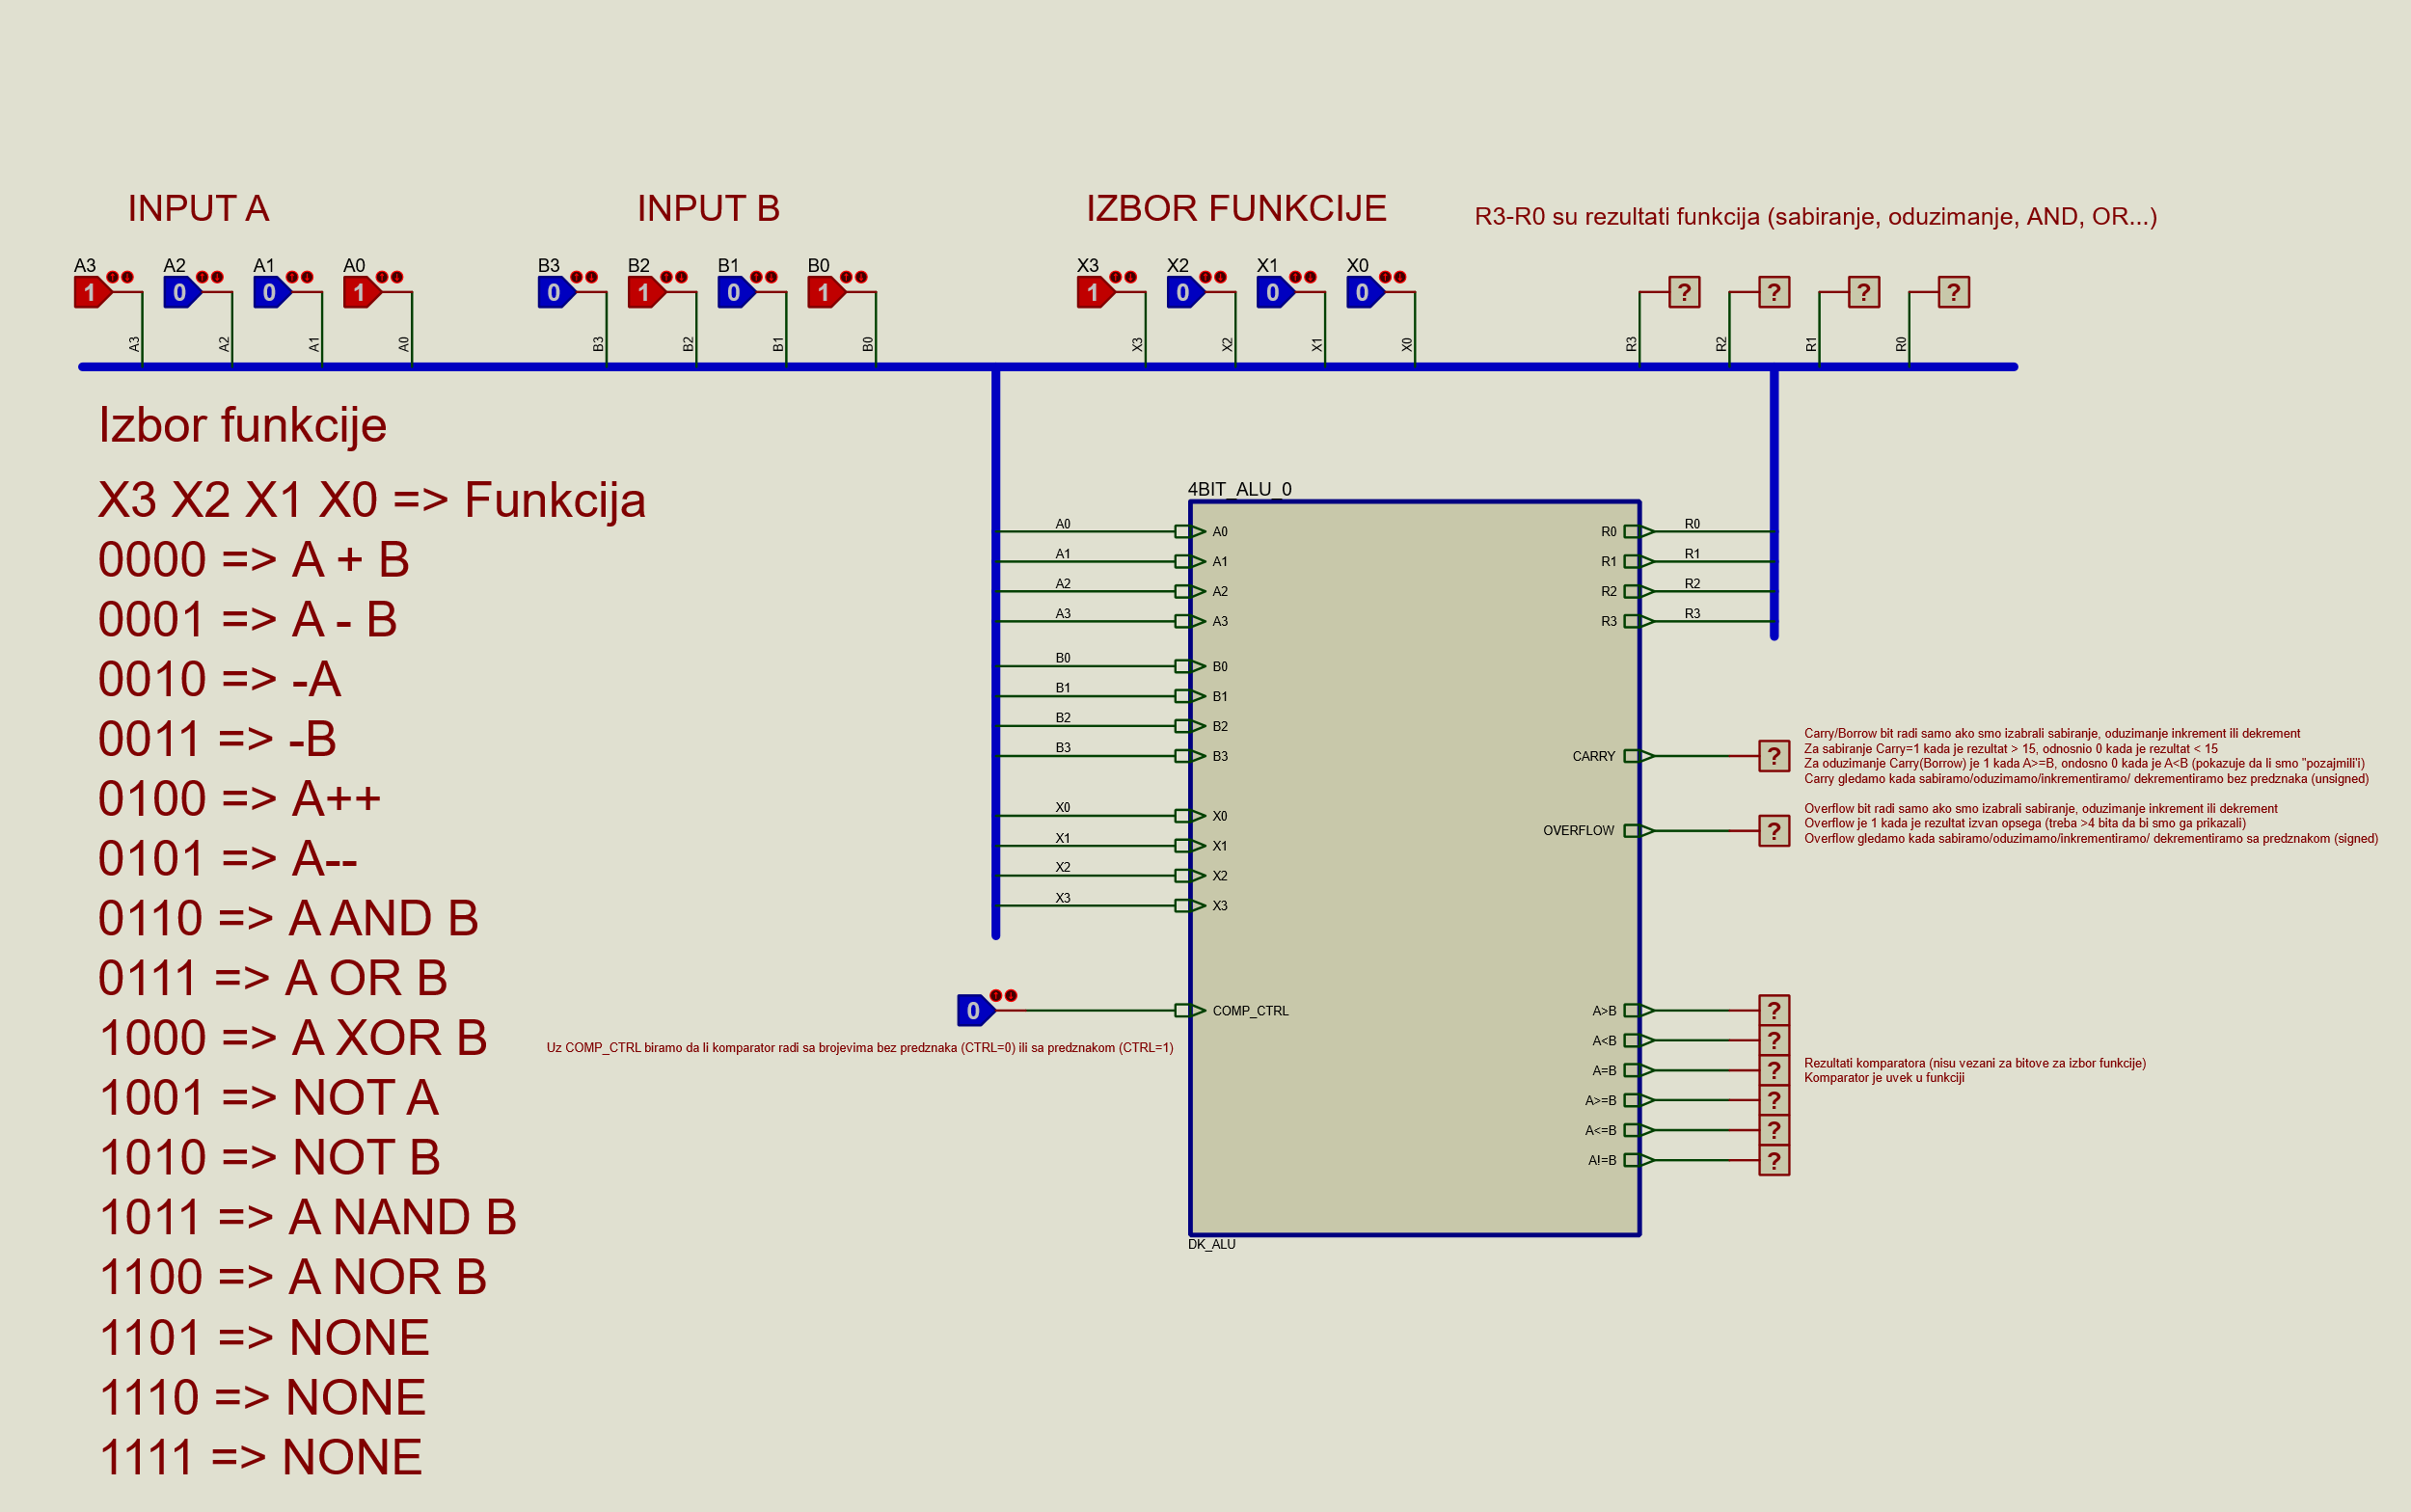 INPUT A
INPUT B
IZBOR FUNKCIJE
R3-R0 su rezultati funkcija (sabiranje, oduzimanje, AND, OR...)
A3 A2 A1 A0 B3 B2 B1 B0 X3 X2 X1 X0
1 0 0 1 0 1 0 1 1 0 0 0 ? ? ? ?
A3 A2 A1 A0 B3 B2 B1 B0 X3 X2 X1 X0 R3 R2 R1 R0
Izbor funkcije
X3 X2 X1 X0 => Funkcija
0000 => A + B
0001 => A - B
0010 => -A
0011 => -B
0100 => A++
0101 => A--
0110 => A AND B
0111 => A OR B
1000 => A XOR B
1001 => NOT A
1010 => NOT B
1011 => A NAND B
1100 => A NOR B
1101 => NONE
1110 => NONE
1111 => NONE
4BIT_ALU_0
A0 A0 R0 R0
A1 A1 R1 R1
A2 A2 R2 R2
A3 A3 R3 R3
B0 B0
B1 B1
B2 B2
B3 B3
CARRY ?
Carry/Borrow bit radi samo ako smo izabrali sabiranje, oduzimanje inkrement ili dekrement
Za sabiranje Carry=1 kada je rezultat > 15, odnosnio 0 kada je rezultat < 15
Za oduzimanje Carry(Borrow) je 1 kada A>=B, ondosno 0 kada je A<B (pokazuje da li smo "pozajmili'i)
Carry gledamo kada sabiramo/oduzimamo/inkrementiramo/ dekrementiramo bez predznaka (unsigned)
X0 X0
X1 X1
X2 X2
X3 X3
OVERFLOW ?
Overflow bit radi samo ako smo izabrali sabiranje, oduzimanje inkrement ili dekrement
Overflow je 1 kada je rezultat izvan opsega (treba >4 bita da bi smo ga prikazali)
Overflow gledamo kada sabiramo/oduzimamo/inkrementiramo/ dekrementiramo sa predznakom (signed)
0 COMP_CTRL
Uz COMP_CTRL biramo da li komparator radi sa brojevima bez predznaka (CTRL=0) ili sa predznakom (CTRL=1)
A>B ?
A<B ?
A=B ?
A>=B ?
A<=B ?
A!=B ?
Rezultati komparatora (nisu vezani za bitove za izbor funkcije)
Komparator je uvek u funkciji
DK_ALU